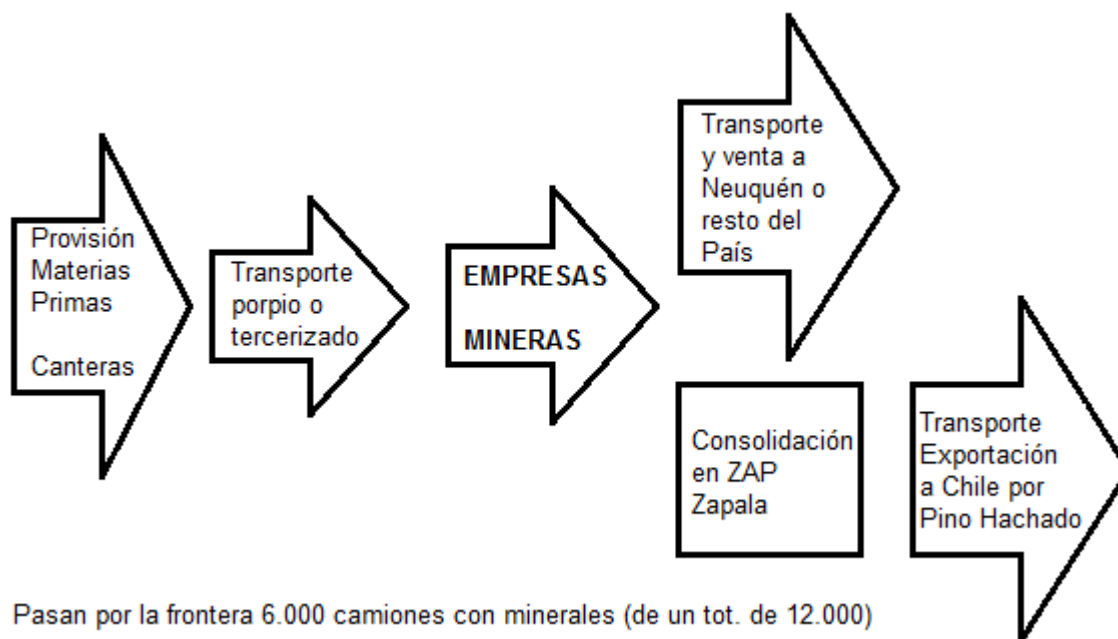 Provisión
Materias
Primas
Canteras
Transporte
porpio o
tercerizado
EMPRESAS
MINERAS
Transporte
y venta a
Neuquén o
resto del
País
Consolidación
en ZAP
Zapala
Transporte
Exportación
a Chile por
Pino Hachado
Pasan por la frontera 6.000 camiones con minerales (de un tot. de 12.000)